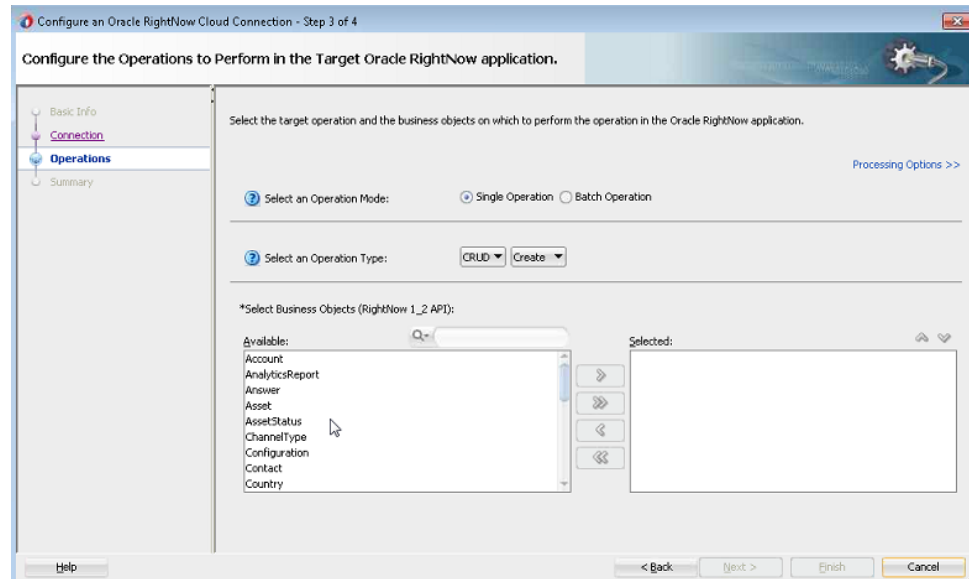 Configure an Oracle RightNow Cloud Connection - Step 3 of 4
Configure the Operations to Perform in the Target Oracle RightNow application.
Basic Info
Connection
Operations
Summary
Select the target operation and the business objects on which to perform the operation in the Oracle RightNow application.
Processing Options >>
Select an Operation Mode: Single Operation Batch Operation
Select an Operation Type: CRUD Create
*Select Business Objects (RightNow 1_2 API):
Available:
Account
AnalyticsReport
Answer
Asset
AssetStatus
ChannelType
Configuration
Contact
Country
Selected:
Help < Back Next > Finish Cancel